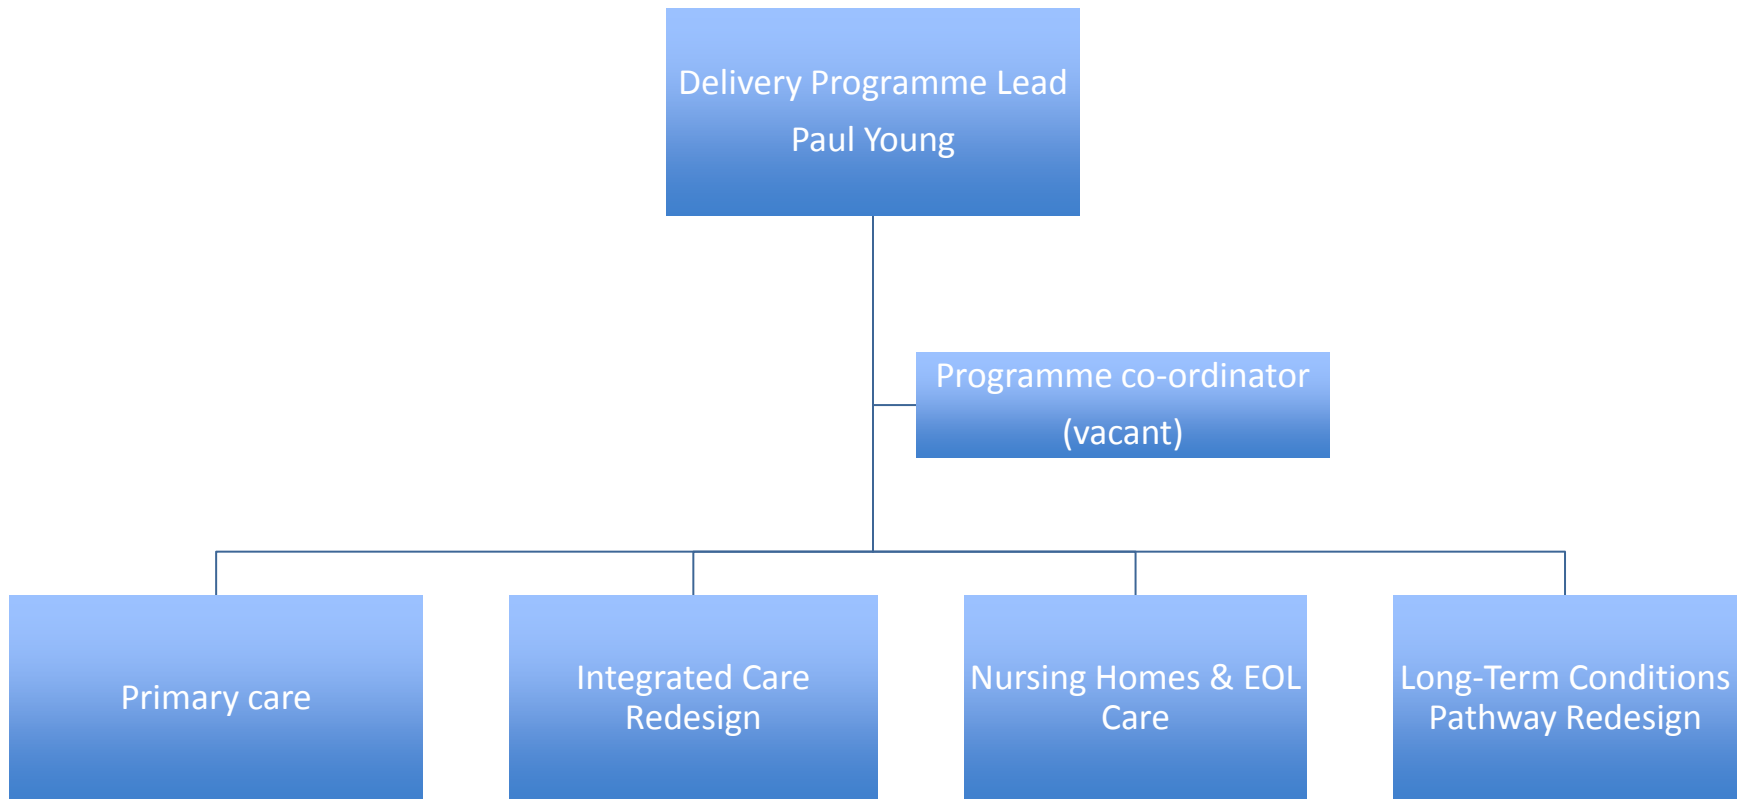 Delivery Programme Lead
Paul Young
Programme co-ordinator
(vacant)
Primary care
Integrated Care
Redesign
Nursing Homes & EOL
Care
Long-Term Conditions
Pathway Redesign